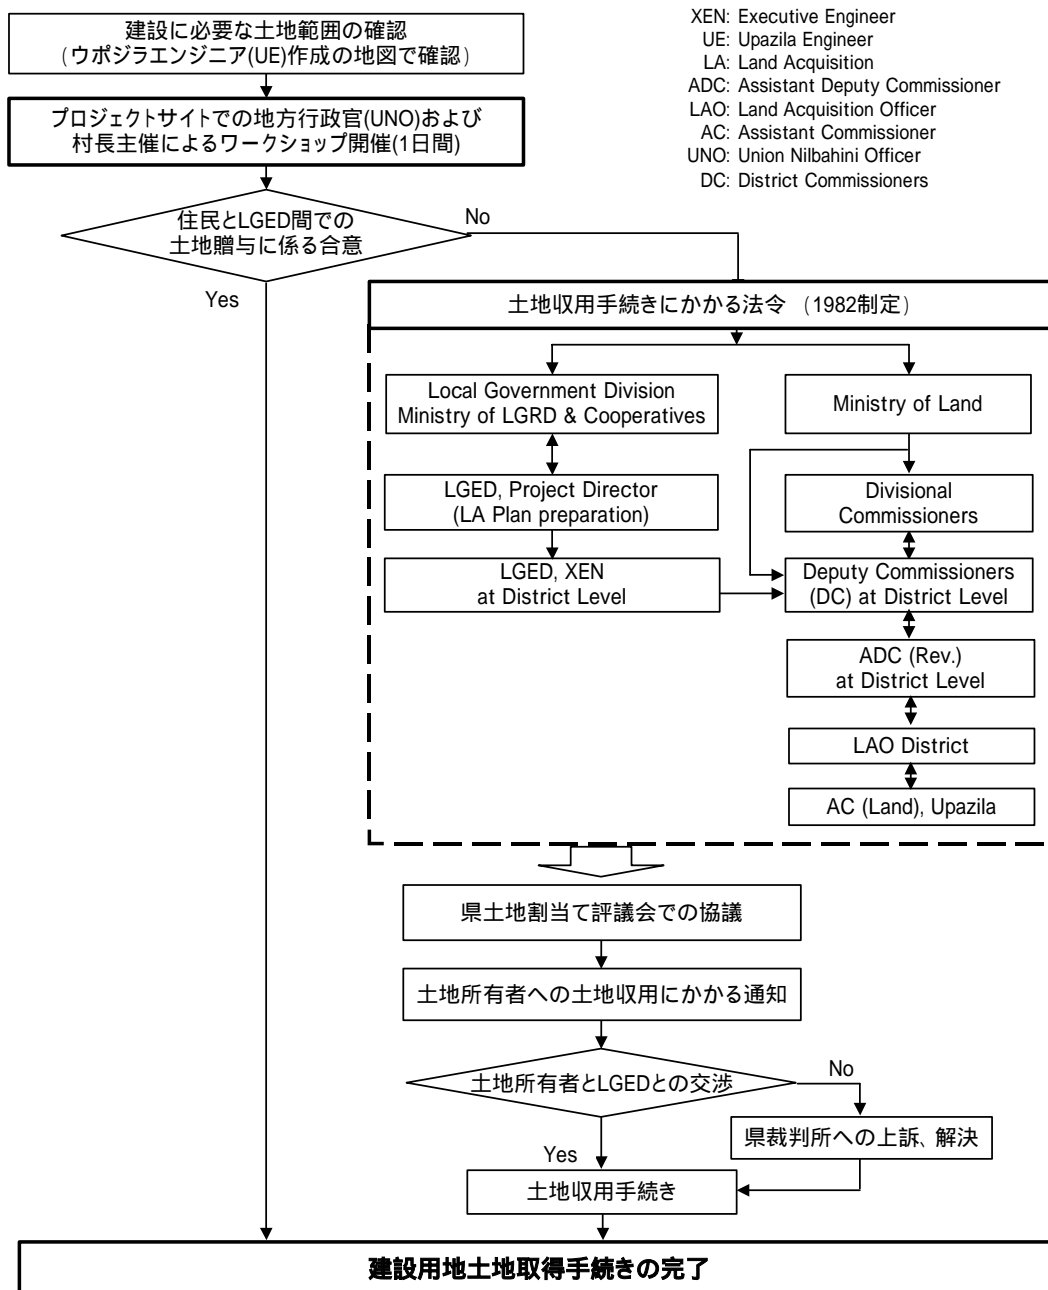 建設に必要な土地範囲の確認
(ウポジラエンジニア(UE)作成の地図で確認)
XEN: Executive Engineer
UE: Upazila Engineer
LA: Land Acquisition
ADC: Assistant Deputy Commissioner
LAO: Land Acquisition Officer
AC: Assistant Commissioner
UNO: Union Nilbahini Officer
DC: District Commissioners
プロジェクトサイトでの地方行政官(UNO)および
村長主催によるワークショップ開催(1日間)
住民とLGED間での
土地贈与に係る合意
No
Yes
土地収用手続きにかかる法令 (1982制定)
Local Government Division
Ministry of LGRD & Cooperatives
Ministry of Land
LGED, Project Director
(LA Plan preparation)
Divisional
Commissioners
LGED, XEN
at District Level
Deputy Commissioners
(DC) at District Level
ADC (Rev.)
at District Level
LAO District
AC (Land), Upazila
県土地割当て評議会での協議
土地所有者への土地収用にかかる通知
土地所有者とLGEDとの交渉
No
県裁判所への上訴、解決
Yes
土地収用手続き
建設用地土地取得手続きの完了